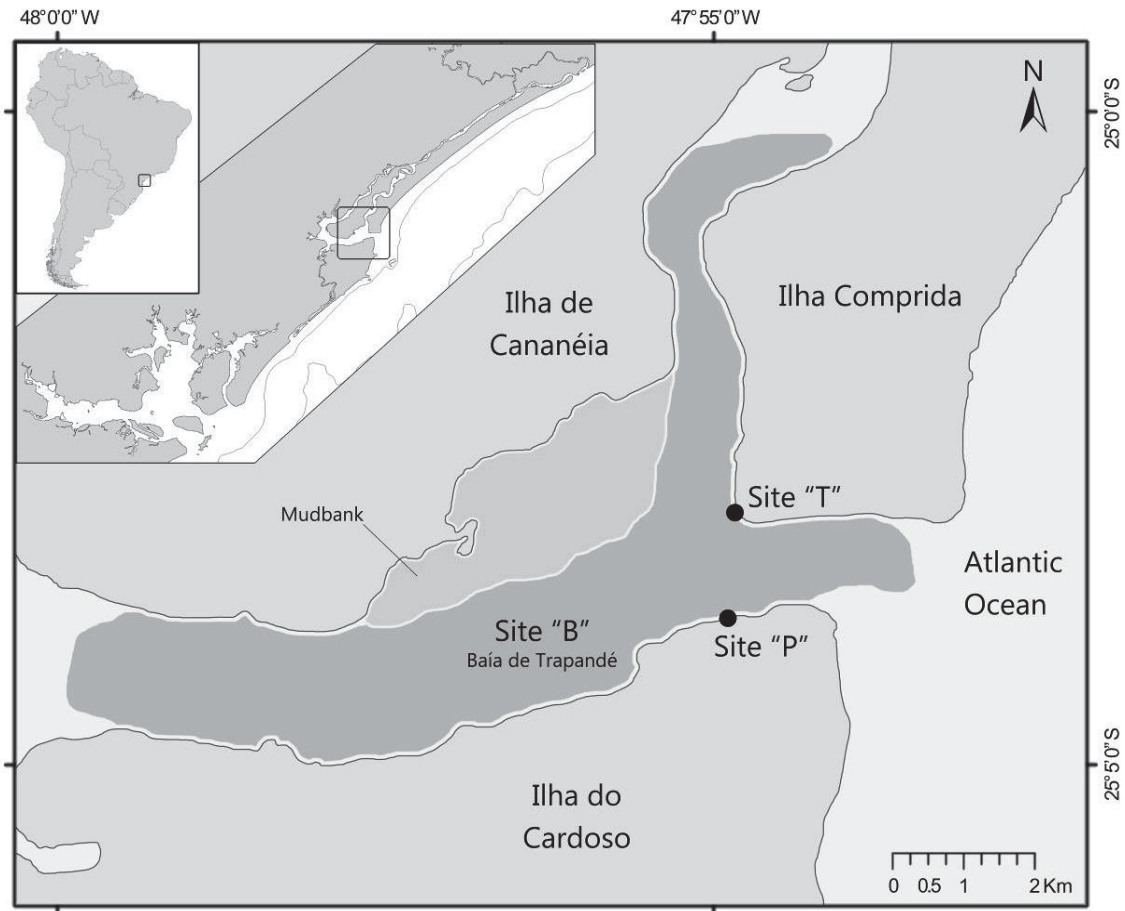 48°0'0"W
47°55'0"W
N
25°0'0"S
Ilha de
Cananéia
Ilha Comprida
Site “T”
Mudbank
Atlantic
Ocean
Site “B”
Baía de Trapandé
Site “P”
25°5'0"S
Ilha do
Cardoso
0 0.5 1 2 Km